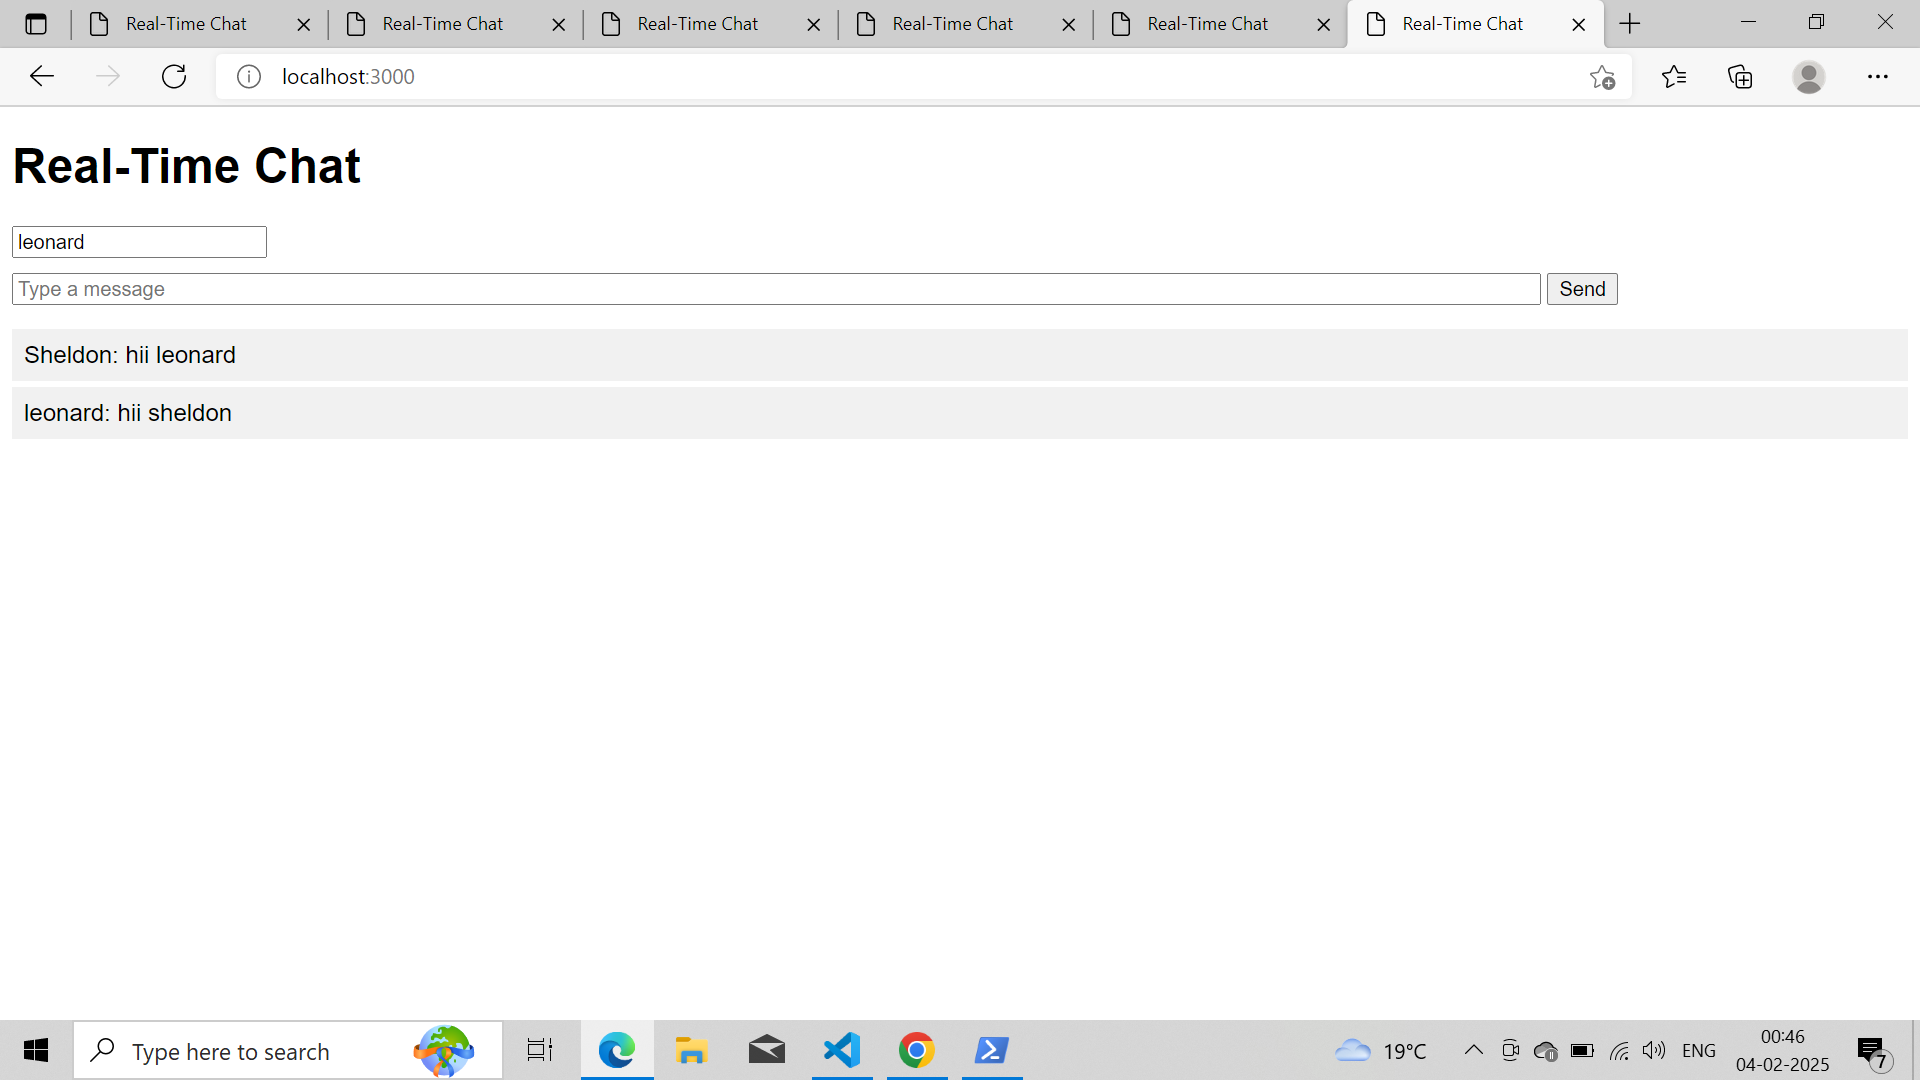 Real-Time Chat
Real-Time Chat
Real-Time Chat
Real-Time Chat
Real-Time Chat
Real-Time Chat
localhost:3000
Real-Time Chat
leonard
Type a message
Send
Sheldon: hii leonard
leonard: hii sheldon
Type here to search
19°C
ENG
00:46
04-02-2025
7